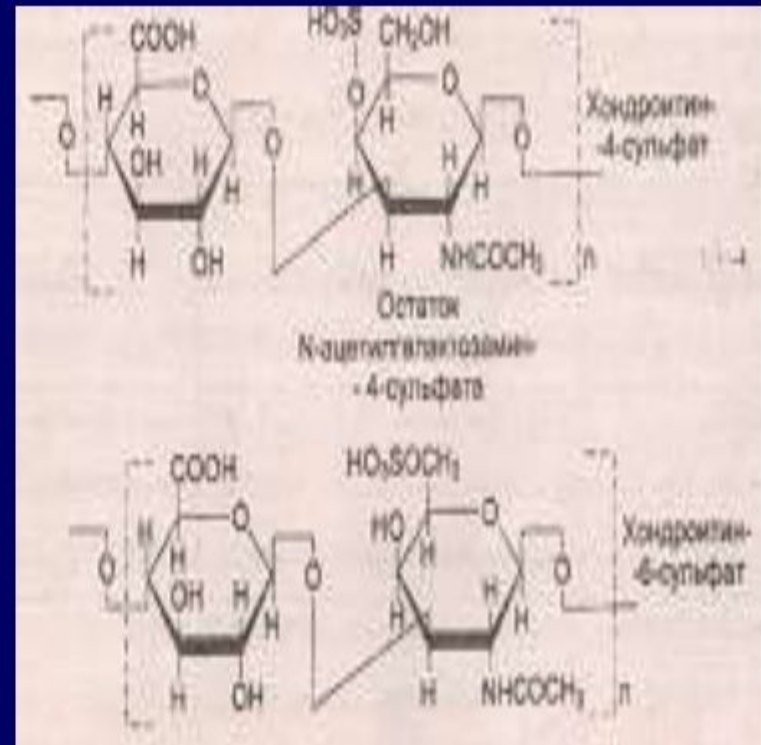 COOH HO₃S CH₂OH
O O
H O
H H
O OH H H O H H O
H H
H OH H NHCOCH₃ n
Хондроитин-
-4-сульфат
Остаток
N-ацетилгалактозамин-
- 4-сульфата
COOH HO₃SOCH₂
O O
H HO
H H
O OH H H O H H O
H H
H OH H NHCOCH₃ n
Хондроитин-
-6-сульфат